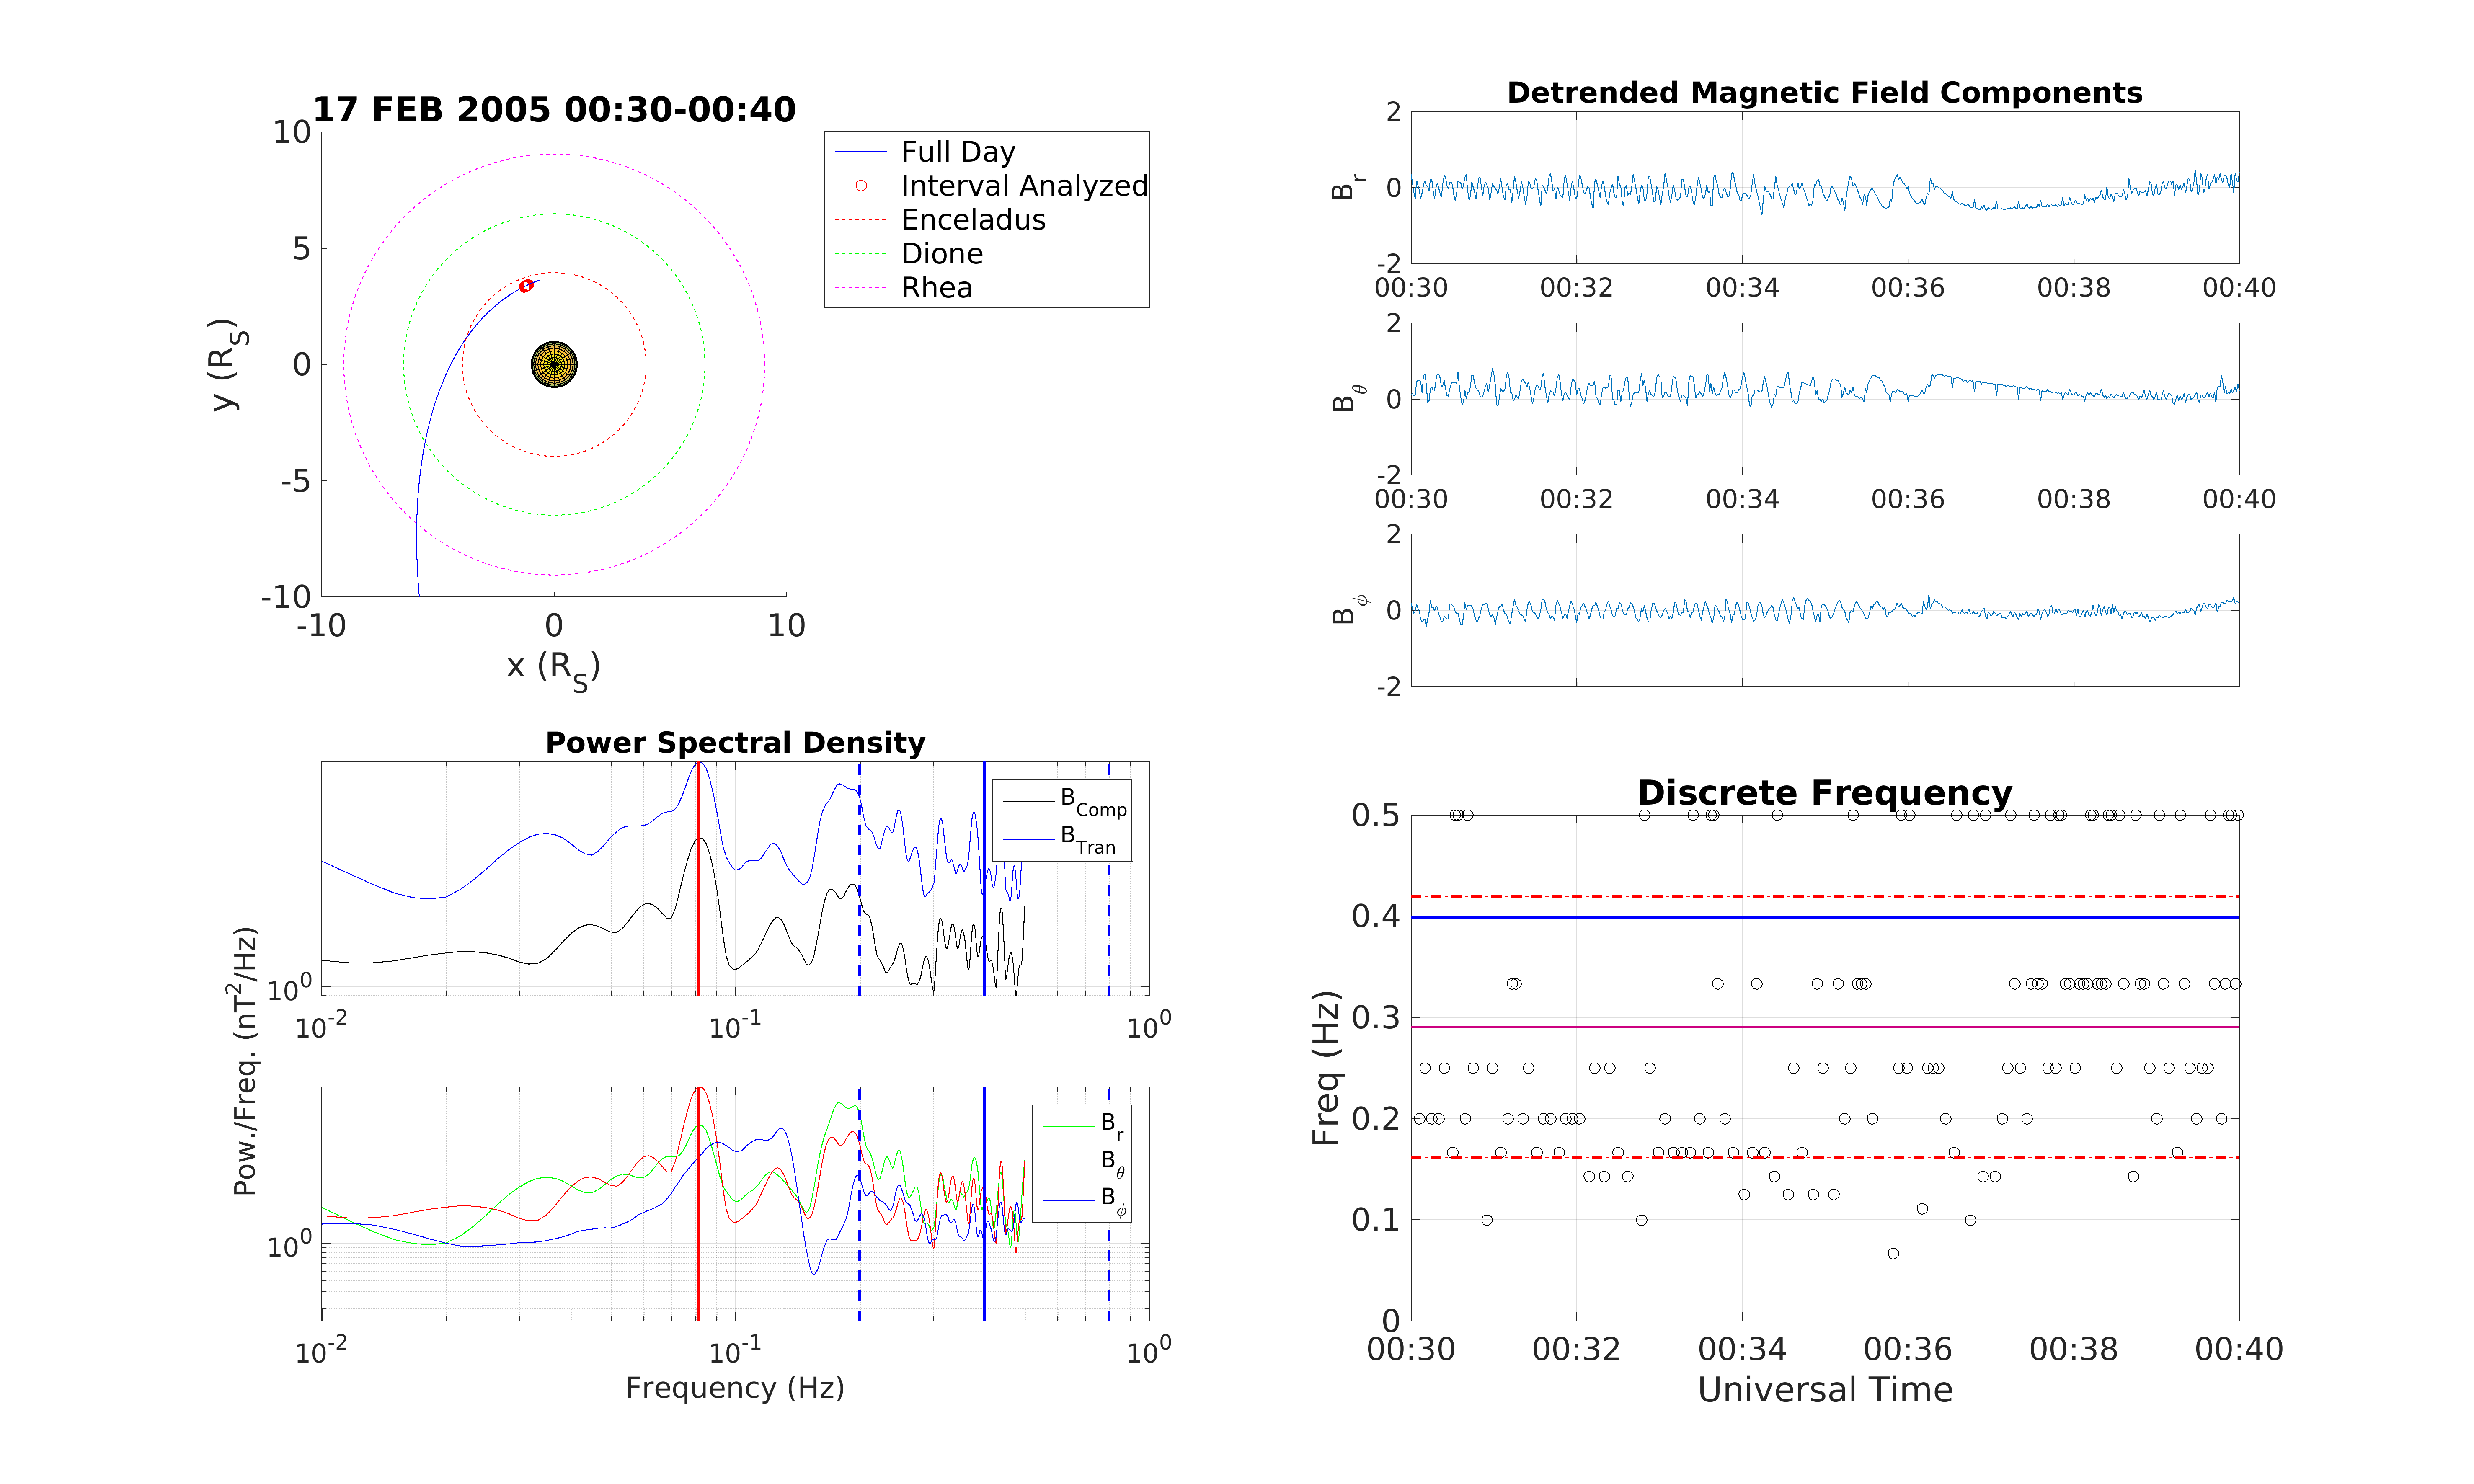 17 FEB 2005 00:30-00:40
10
5
0
-5
-10
-10
0
10
y (R_S)
x (R_S)
Full Day
Interval Analyzed
Enceladus
Dione
Rhea
Detrended Magnetic Field Components
2
0
-2
B_r
00:30 00:32 00:34 00:36 00:38 00:40
2
0
-2
B_θ
00:30 00:32 00:34 00:36 00:38 00:40
2
0
-2
B_ϕ
Power Spectral Density
B_Comp
B_Tran
10^0
10^-2 10^-1 10^0
Pow./Freq. (nT^2/Hz)
B_r
B_θ
B_ϕ
10^0
10^-2 10^-1 10^0
Frequency (Hz)
Discrete Frequency
0.5
0.4
0.3
0.2
0.1
0
Freq (Hz)
00:30 00:32 00:34 00:36 00:38 00:40
Universal Time